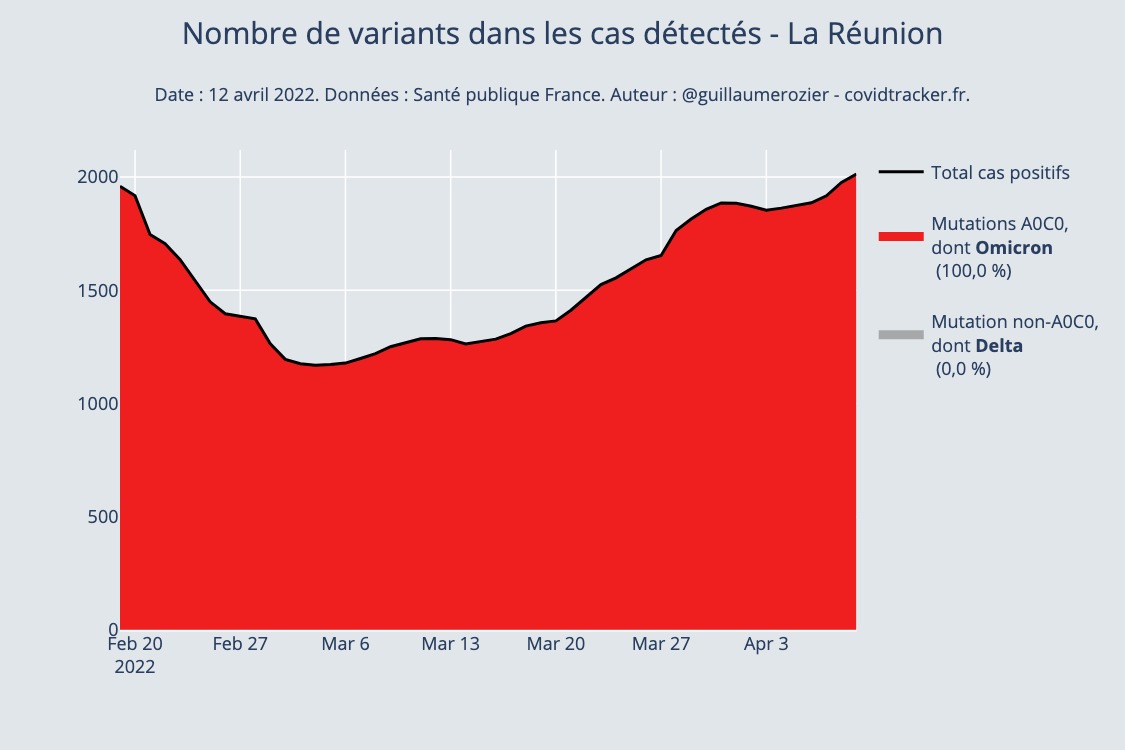 Nombre de variants dans les cas détectés - La Réunion
Date : 12 avril 2022. Données : Santé publique France. Auteur : @guillaumerozier - covidtracker.fr.
2000
1500
1000
500
0
Feb 20
2022
Feb 27
Mar 6
Mar 13
Mar 20
Mar 27
Apr 3
Total cas positifs
Mutations A0C0,
dont Omicron
(100,0 %)
Mutation non-A0C0,
dont Delta
(0,0 %)